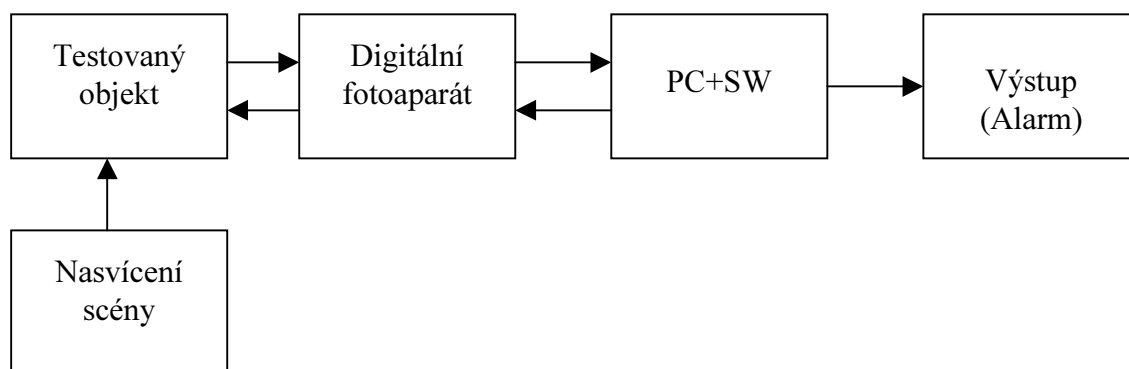 Testovaný
objekt
Digitální
fotoaparát
PC+SW
Výstup
(Alarm)
Nasvícení
scény